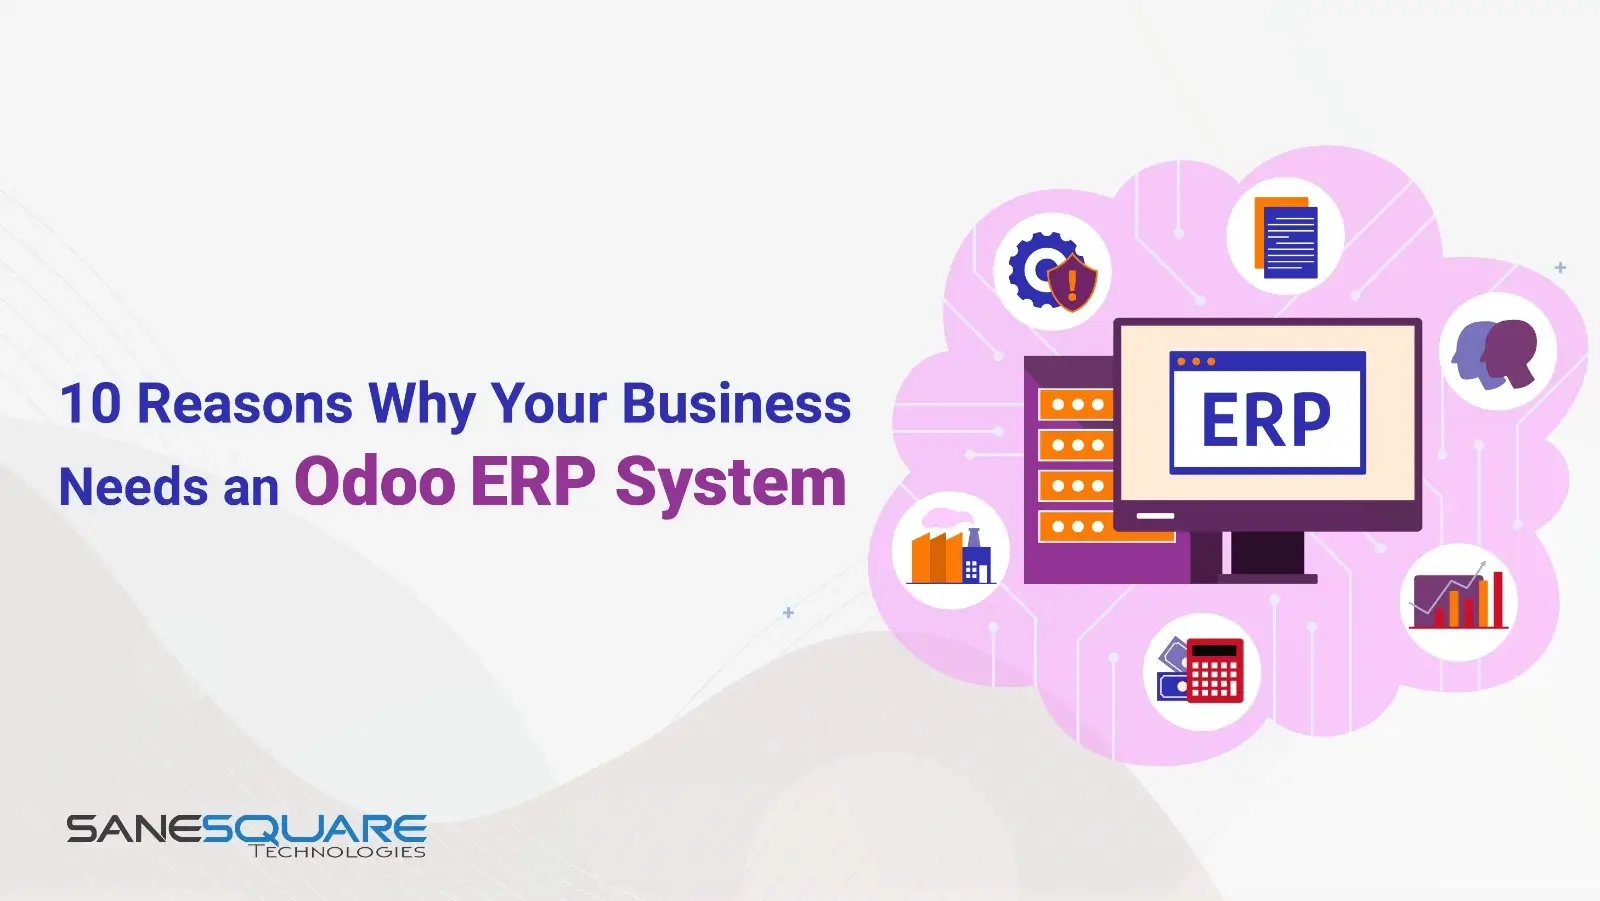 10 Reasons Why Your Business
Needs an Odoo ERP System
ERP
SANESQUARE
TECHNOLOGIES